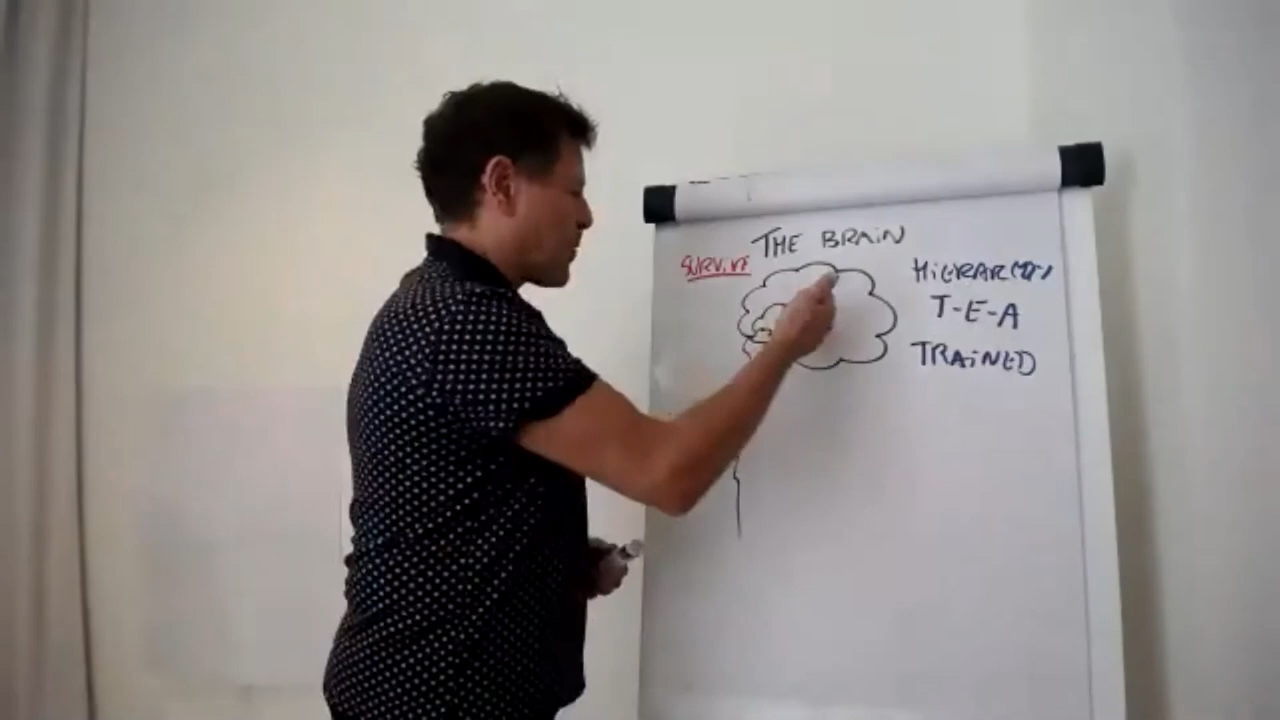 THE BRAIN
SURVIVE
HIERARCHY
T-E-A
TRAINED